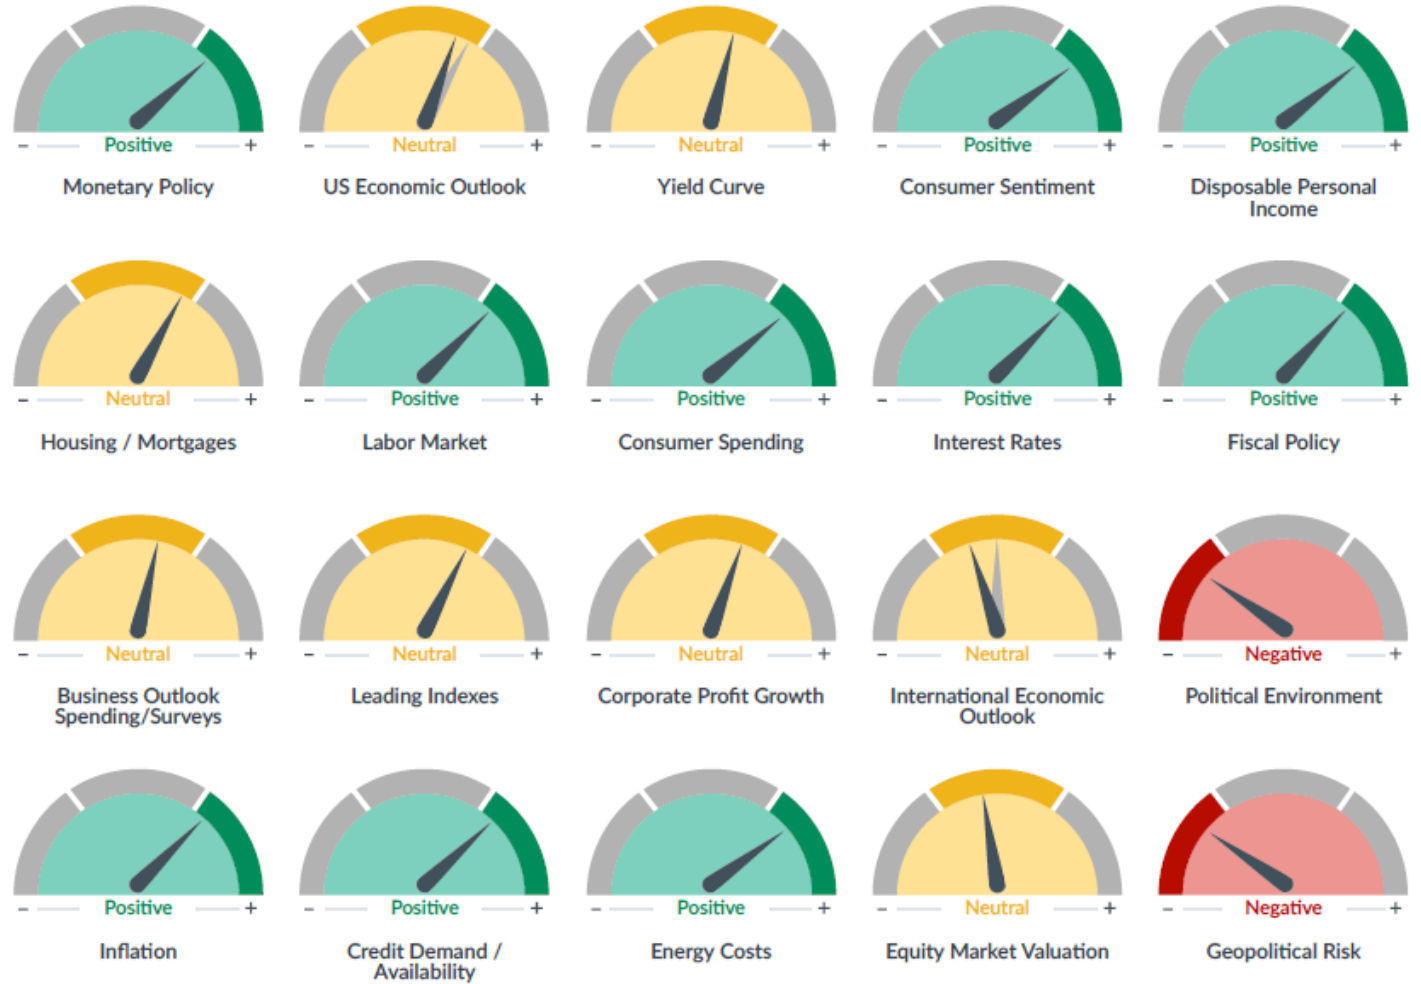 – Positive +
– Neutral +
– Neutral +
– Positive +
– Positive +
Monetary Policy
US Economic Outlook
Yield Curve
Consumer Sentiment
Disposable Personal
Income
– Neutral +
– Positive +
– Positive +
– Positive +
– Positive +
Housing / Mortgages
Labor Market
Consumer Spending
Interest Rates
Fiscal Policy
– Neutral +
– Neutral +
– Neutral +
– Neutral +
– Negative +
Business Outlook
Spending/Surveys
Leading Indexes
Corporate Profit Growth
International Economic
Outlook
Political Environment
– Positive +
– Positive +
– Positive +
– Neutral +
– Negative +
Inflation
Credit Demand /
Availability
Energy Costs
Equity Market Valuation
Geopolitical Risk